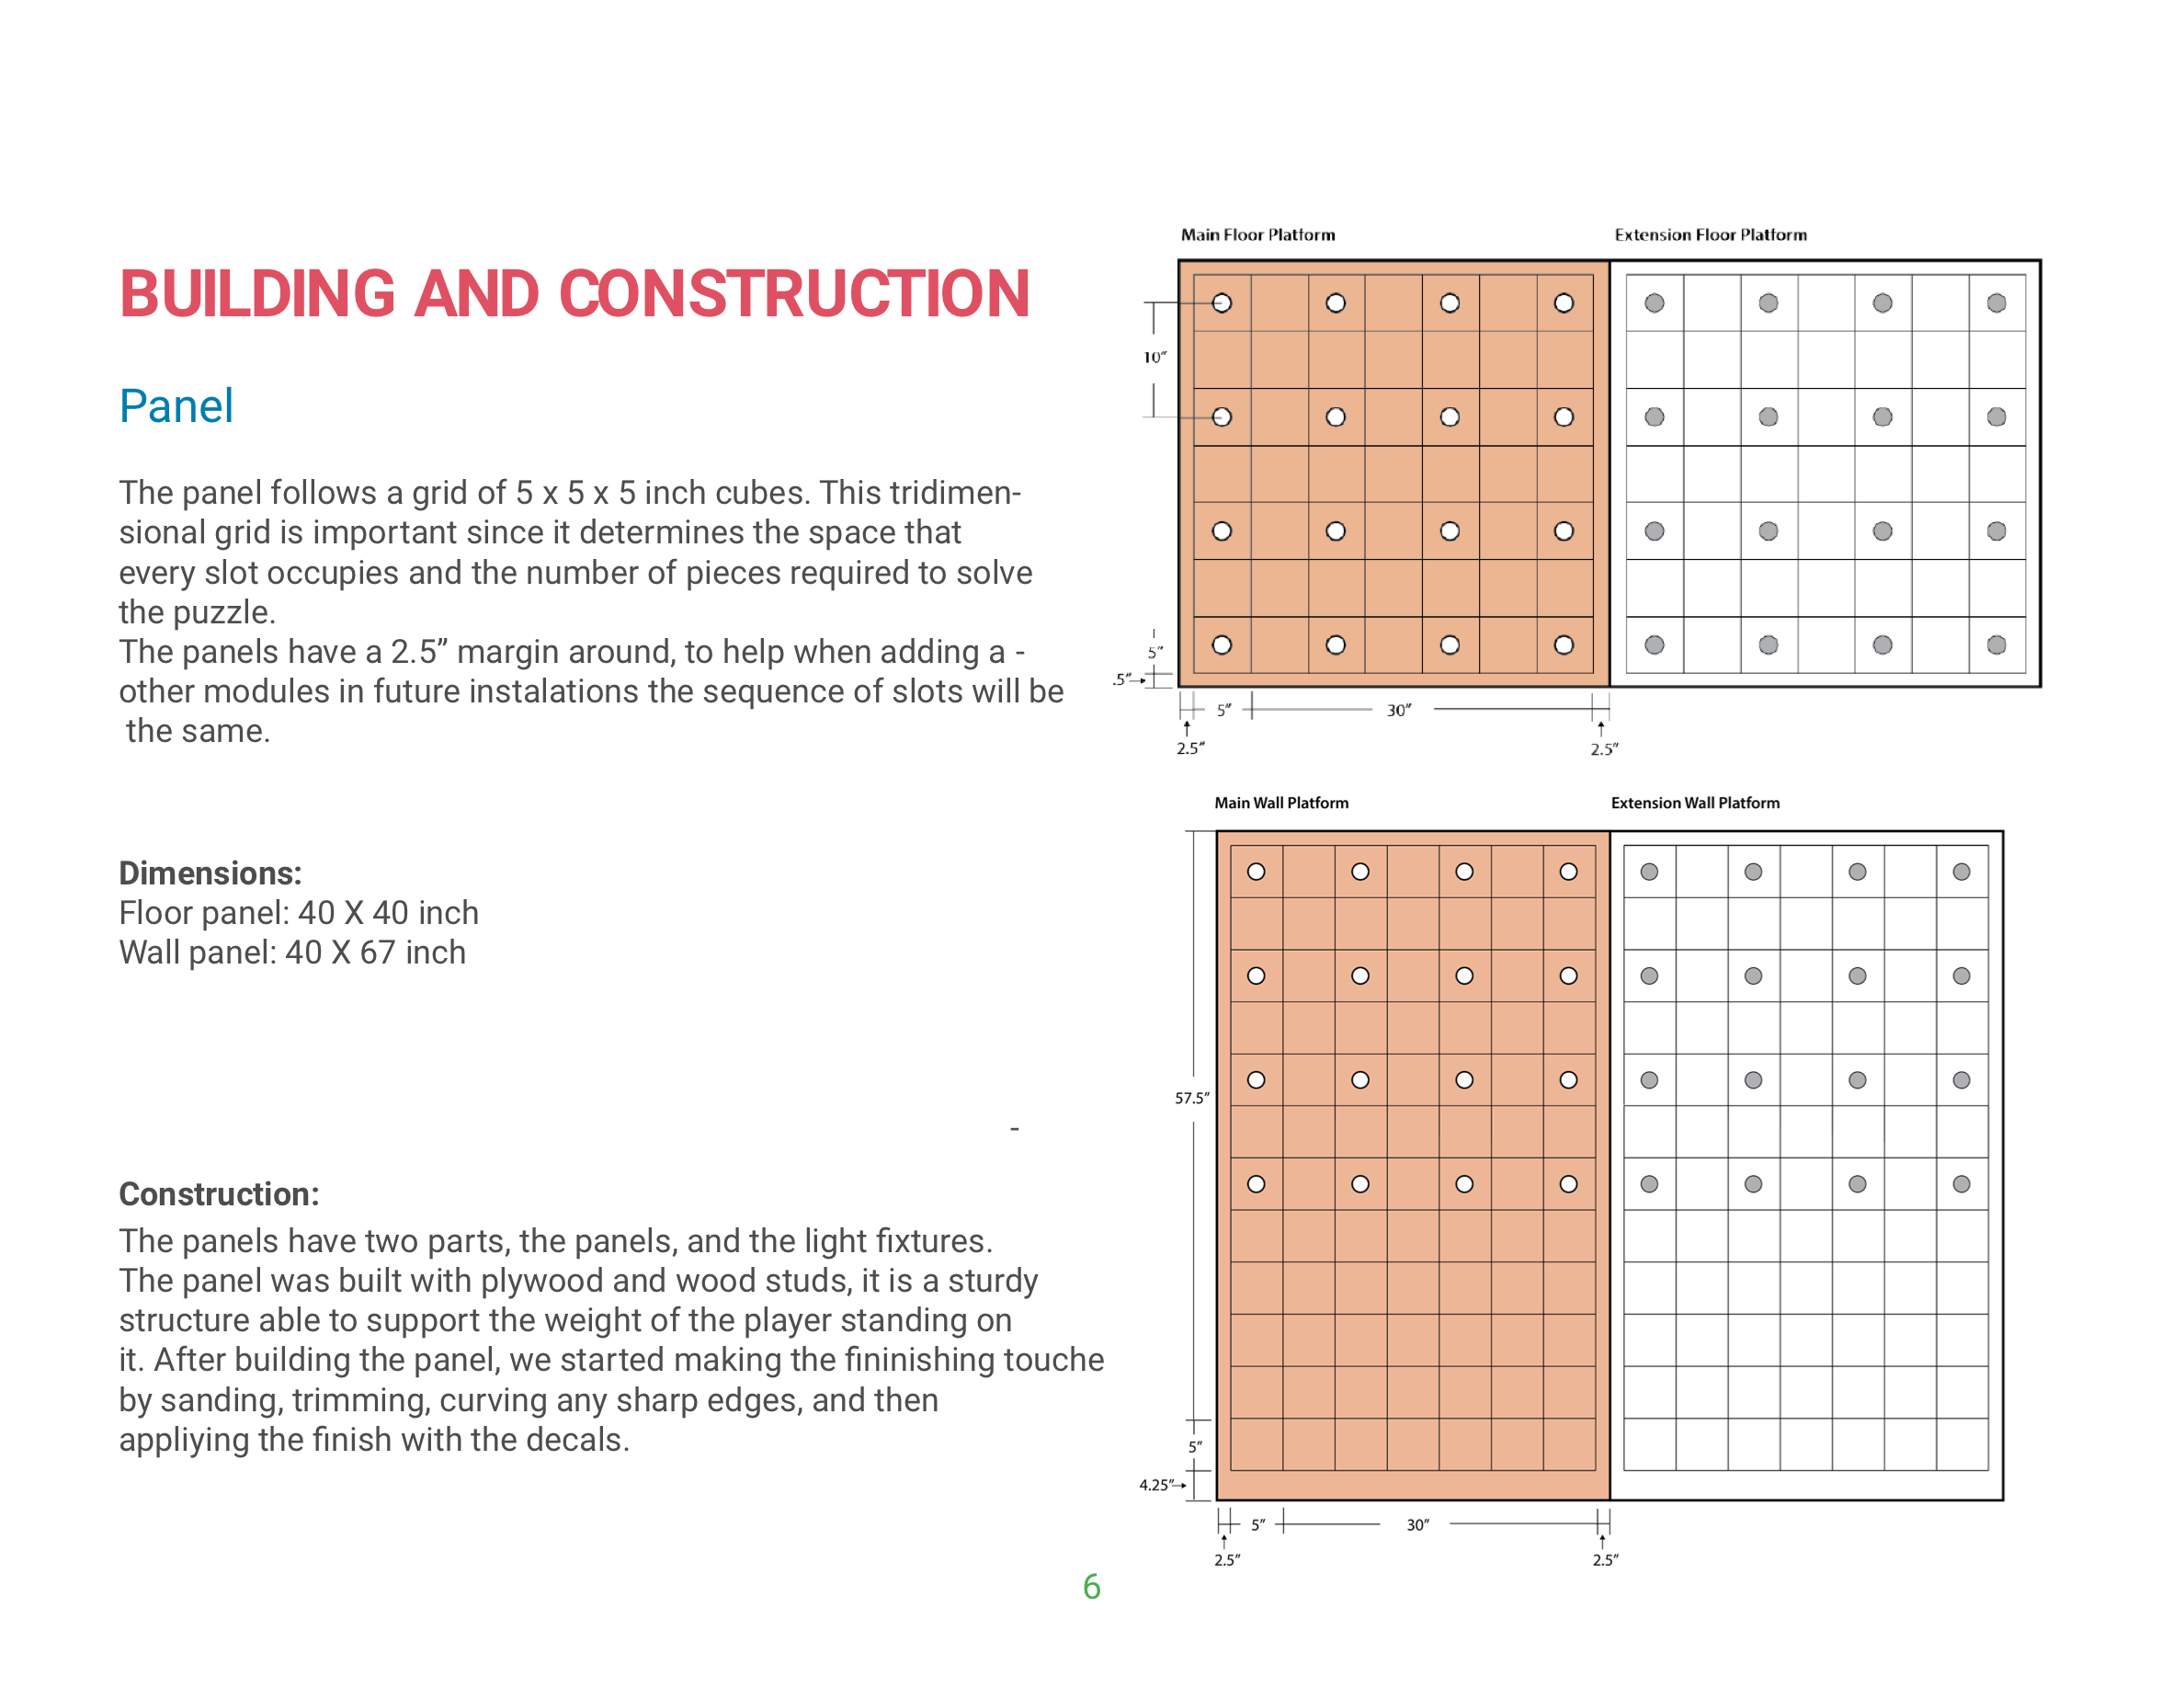 BUILDING AND CONSTRUCTION
Panel
The panel follows a grid of 5 x 5 x 5 inch cubes. This tridimen-
sional grid is important since it determines the space that
every slot occupies and the number of pieces required to solve
the puzzle.
The panels have a 2.5” margin around, to help when adding a -
other modules in future instalations the sequence of slots will be
the same.
Dimensions:
Floor panel: 40 X 40 inch
Wall panel: 40 X 67 inch
-
Construction:
The panels have two parts, the panels, and the light fixtures.
The panel was built with plywood and wood studs, it is a sturdy
structure able to support the weight of the player standing on
it. After building the panel, we started making the fininishing touche
by sanding, trimming, curving any sharp edges, and then
appliying the finish with the decals.
Main Floor Platform
Extension Floor Platform
10”
5”
.5”
5”
30”
2.5”
2.5”
Main Wall Platform
Extension Wall Platform
57.5”
5”
4.25”
5”
30”
2.5”
2.5”
6